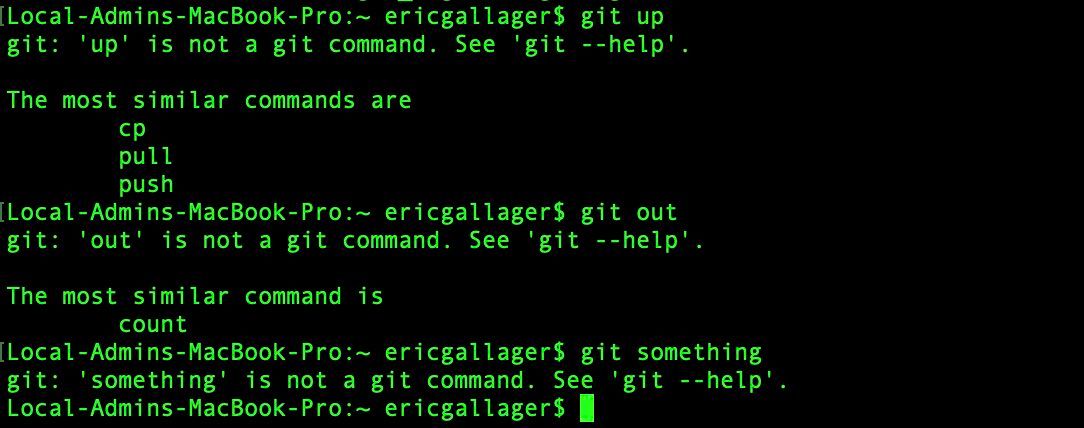 [Local-Admins-MacBook-Pro:~ ericgallager$ git up
git: 'up' is not a git command. See 'git --help'.
The most similar commands are
cp
pull
push
[Local-Admins-MacBook-Pro:~ ericgallager$ git out
git: 'out' is not a git command. See 'git --help'.
The most similar command is
count
[Local-Admins-MacBook-Pro:~ ericgallager$ git something
git: 'something' is not a git command. See 'git --help'.
Local-Admins-MacBook-Pro:~ ericgallager$